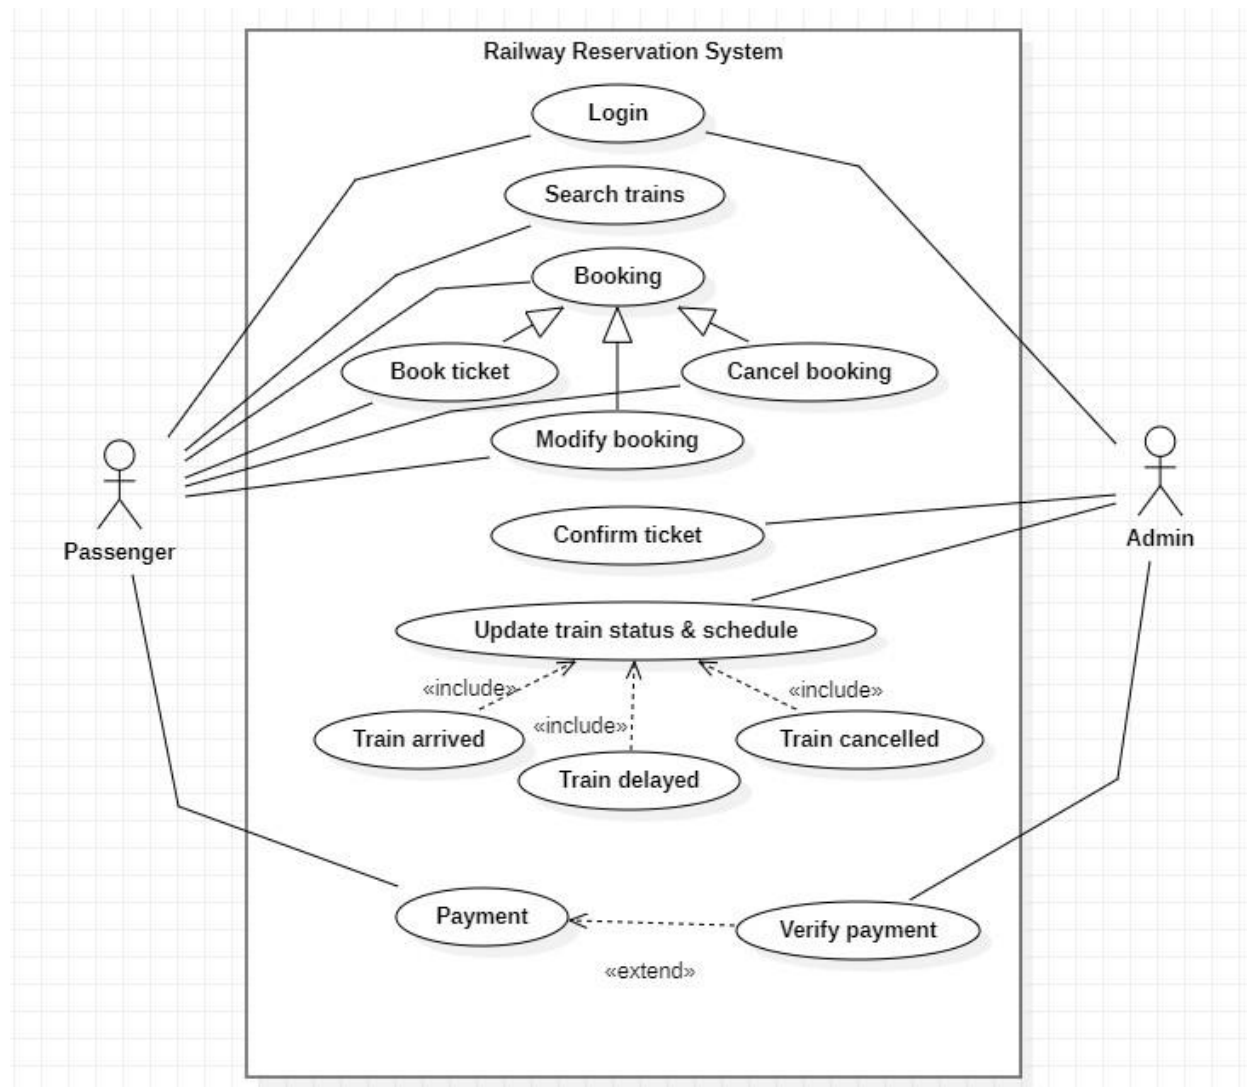 Railway Reservation System
Login
Search trains
Booking
Book ticket
Cancel booking
Modify booking
Passenger
Confirm ticket
Admin
Update train status & schedule
«include»
«include»
«include»
Train arrived
Train cancelled
Train delayed
Payment
Verify payment
«extend»